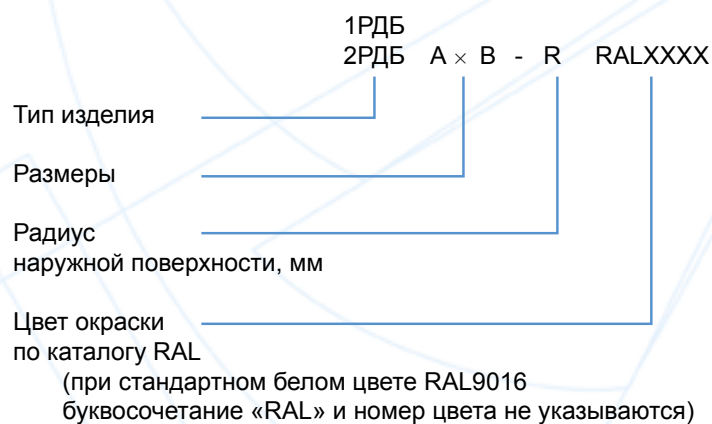 1РДБ
2РДБ A × B - R RALXXXX
Тип изделия
Размеры
Радиус
наружной поверхности, мм
Цвет окраски
по каталогу RAL
(при стандартном белом цвете RAL9016
буквосочетание «RAL» и номер цвета не указываются)